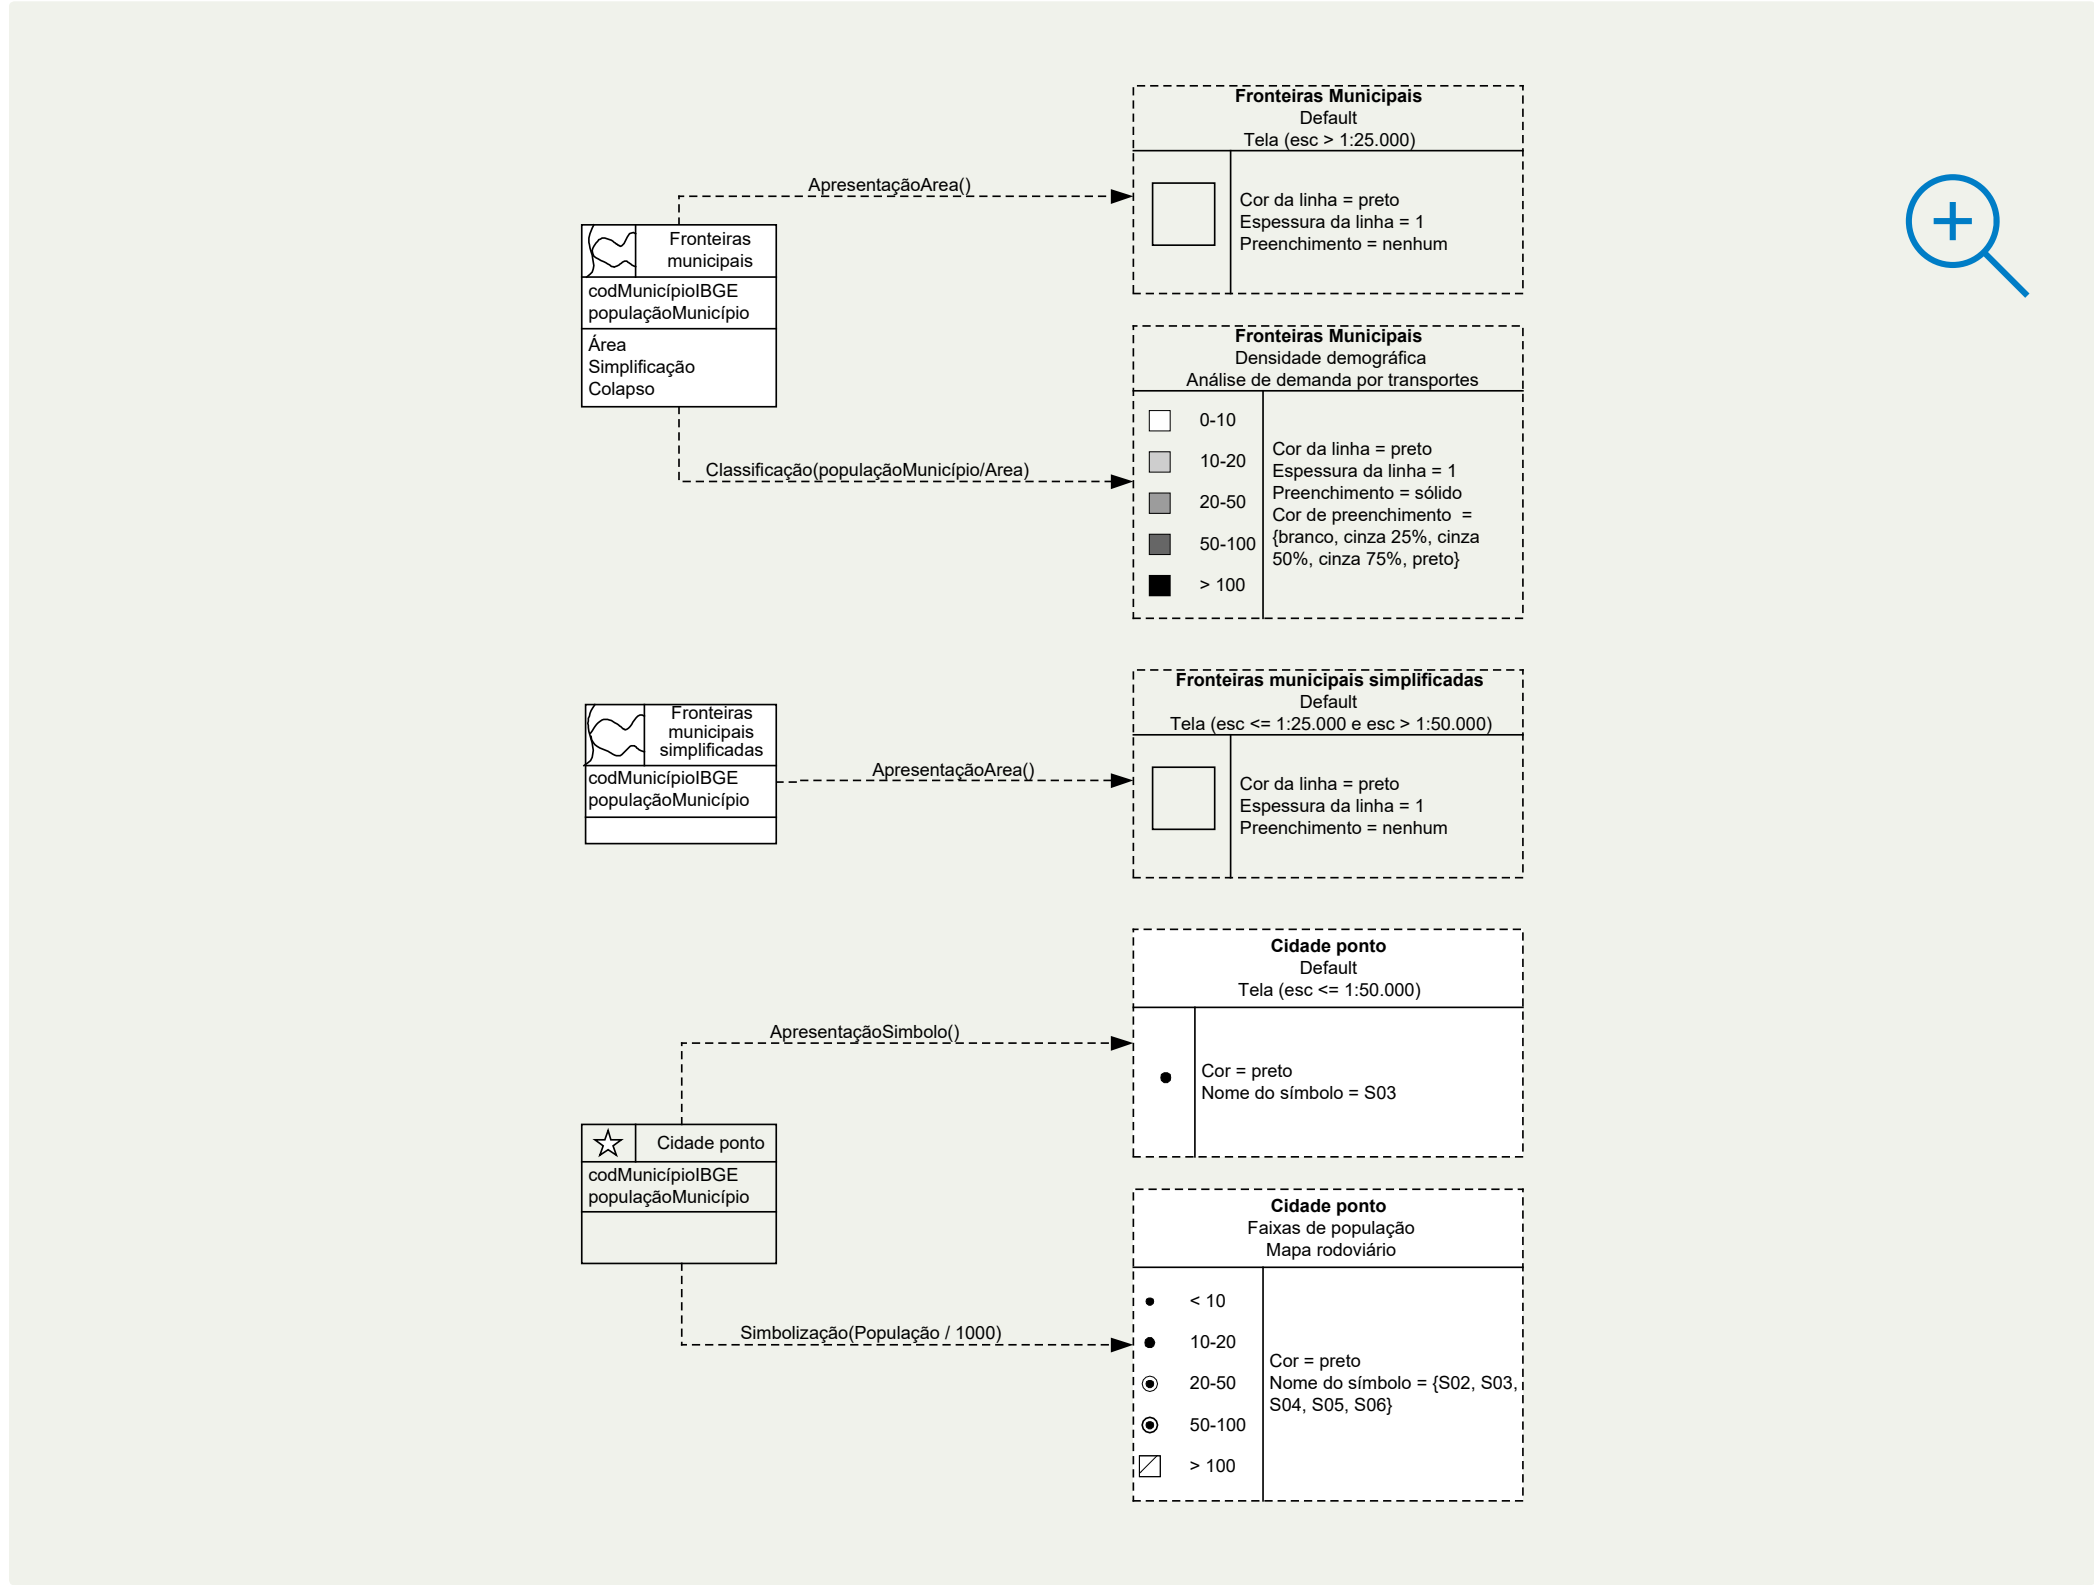 Fronteiras Municipais
Default
Tela (esc > 1:25.000)
ApresentaçãoArea()
Cor da linha = preto
Espessura da linha = 1
Preenchimento = nenhum
Fronteiras
municipais
codMunicípioIBGE
populaçãoMunicípio
Área
Simplificação
Colapso
Fronteiras Municipais
Densidade demográfica
Análise de demanda por transportes
Classificação(populaçãoMunicípio/Area)
0-10
10-20
20-50
50-100
> 100
Cor da linha = preto
Espessura da linha = 1
Preenchimento = sólido
Cor de preenchimento =
{branco, cinza 25%, cinza
50%, cinza 75%, preto}
Fronteiras
municipais
simplificadas
codMunicípioIBGE
populaçãoMunicípio
ApresentaçãoArea()
Fronteiras municipais simplificadas
Default
Tela (esc <= 1:25.000 e esc > 1:50.000)
Cor da linha = preto
Espessura da linha = 1
Preenchimento = nenhum
Cidade ponto
Default
Tela (esc <= 1:50.000)
ApresentaçãoSimbolo()
Cor = preto
Nome do símbolo = S03
Cidade ponto
codMunicípioIBGE
populaçãoMunicípio
Simbolização(População / 1000)
Cidade ponto
Faixas de população
Mapa rodoviário
< 10
10-20
20-50
50-100
> 100
Cor = preto
Nome do símbolo = {S02, S03,
S04, S05, S06}